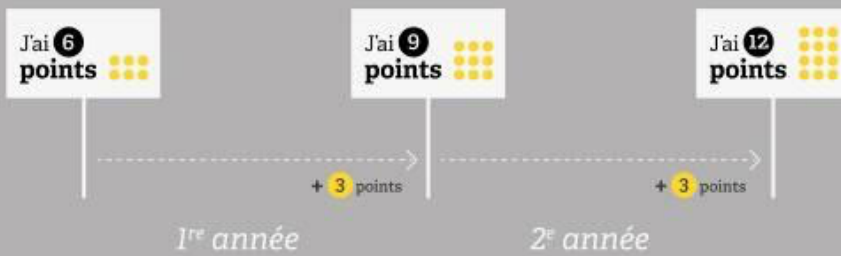 J'ai 6
points
J'ai 9
points
J'ai 12
points
+ 3 points
+ 3 points
1re année
2e année